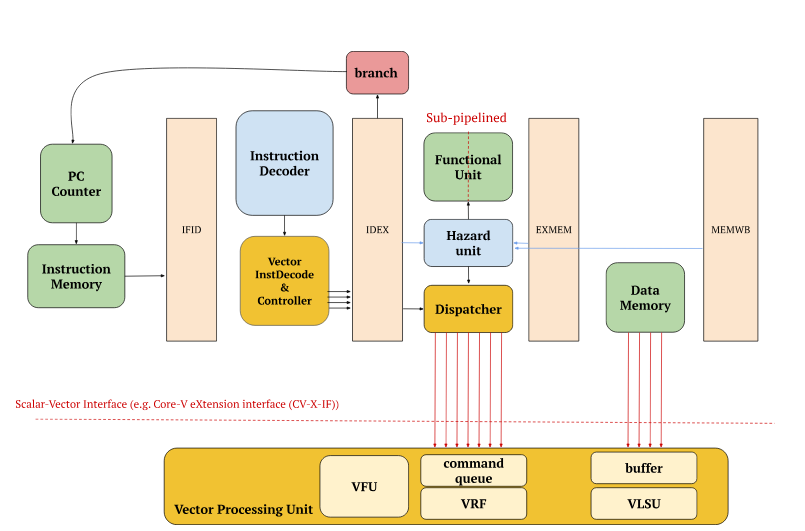 branch
Sub-pipelined
Instruction
Decoder
Functional
Unit
PC
Counter
IFID
IDEX
Hazard
unit
EXMEM
MEMWB
Instruction
Memory
Vector
InstDecode
&
Controller
Dispatcher
Data
Memory
Scalar-Vector Interface (e.g. Core-V eXtension interface (CV-X-IF))
Vector Processing Unit
VFU
command
queue
VRF
buffer
VLSU